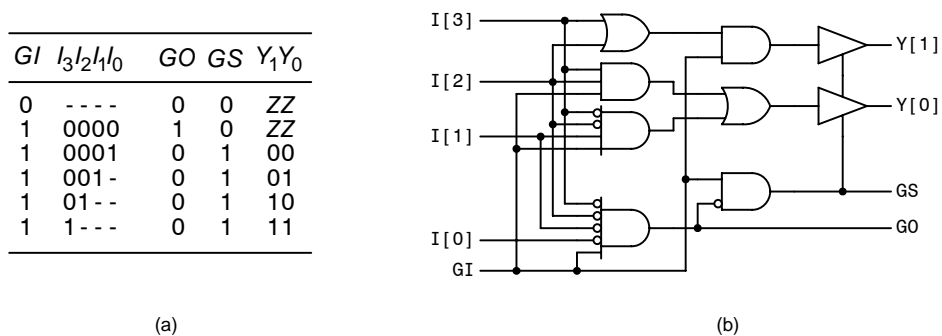 GI I3I2I1I0 GO GS Y1Y0
0 ---- 0 0 ZZ
1 0000 1 0 ZZ
1 0001 0 1 00
1 001- 0 1 01
1 01-- 0 1 10
1 1--- 0 1 11
(a)
I[3]
Y[1]
I[2]
Y[0]
I[1]
GS
GO
I[0]
GI
(b)